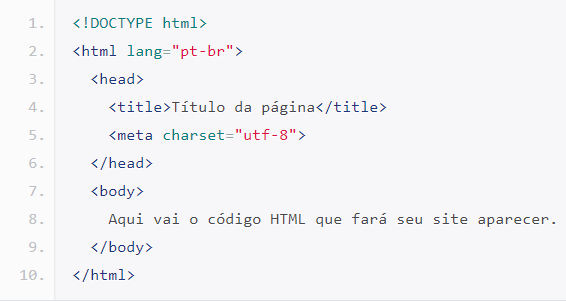 1. <!DOCTYPE html>
2. <html lang="pt-br">
3. <head>
4. <title>Título da página</title>
5. <meta charset="utf-8">
6. </head>
7. <body>
8. Aqui vai o código HTML que fará seu site aparecer.
9. </body>
10. </html>